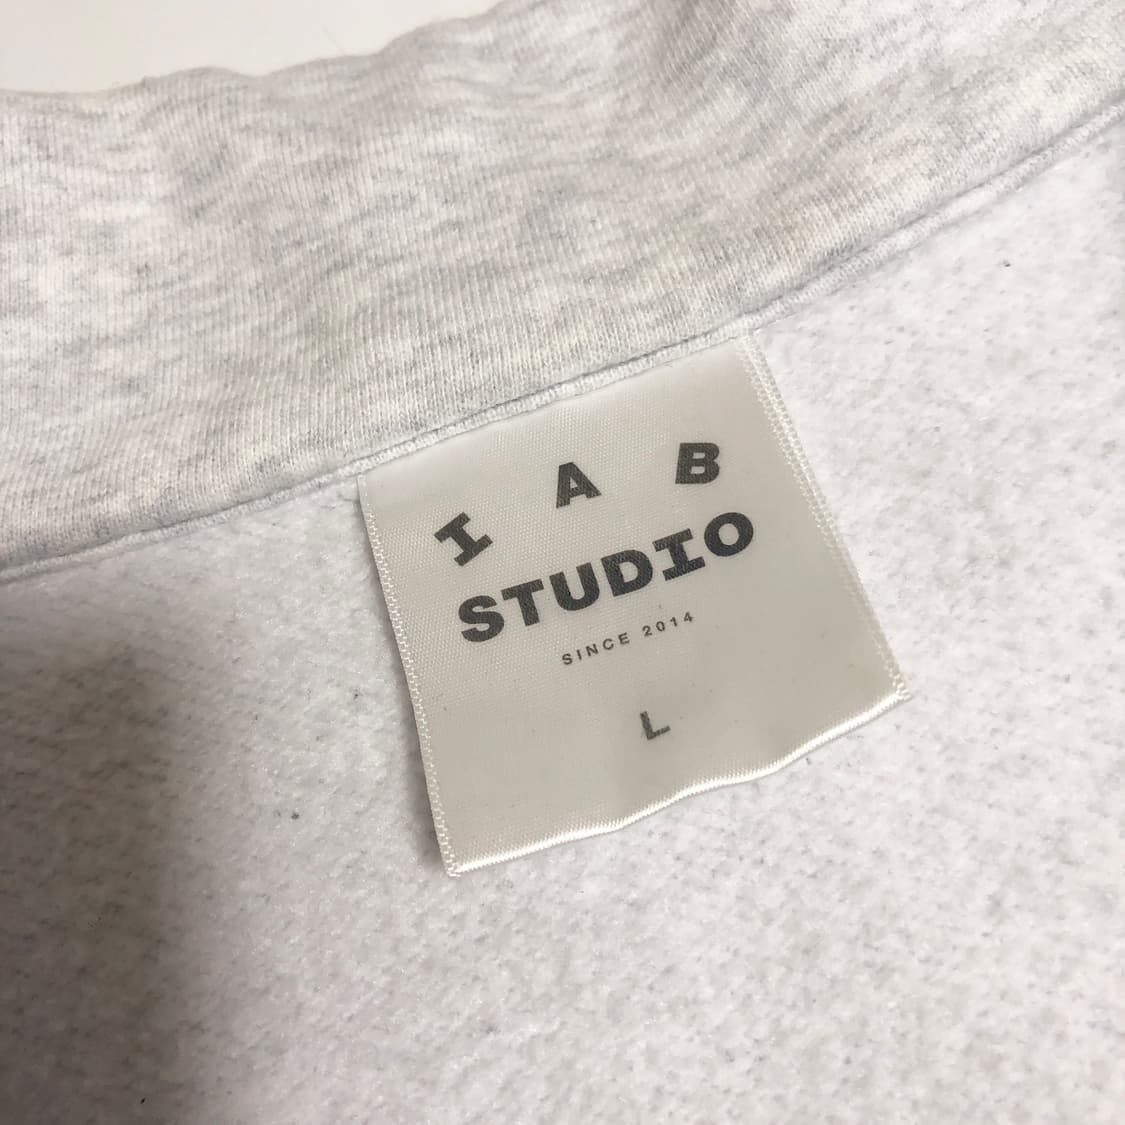 I A B
STUDIO
SINCE 2014
L